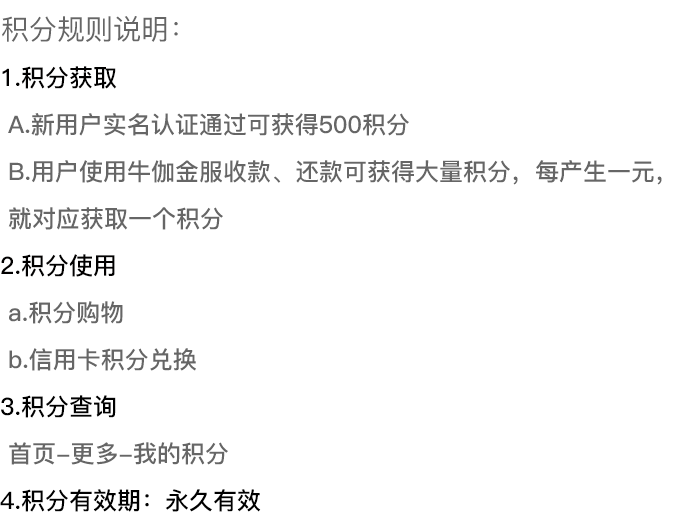 积分规则说明：
1.积分获取
A.新用户实名认证通过可获得500积分
B.用户使用牛伽金服收款、还款可获得大量积分，每产生一元，
就对应获取一个积分
2.积分使用
a.积分购物
b.信用卡积分兑换
3.积分查询
首页–更多–我的积分
4.积分有效期：永久有效